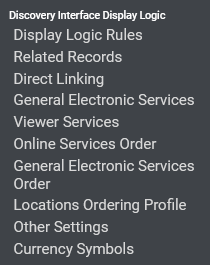 Discovery Interface Display Logic
Display Logic Rules
Related Records
Direct Linking
General Electronic Services
Viewer Services
Online Services Order
General Electronic Services
Order
Locations Ordering Profile
Other Settings
Currency Symbols